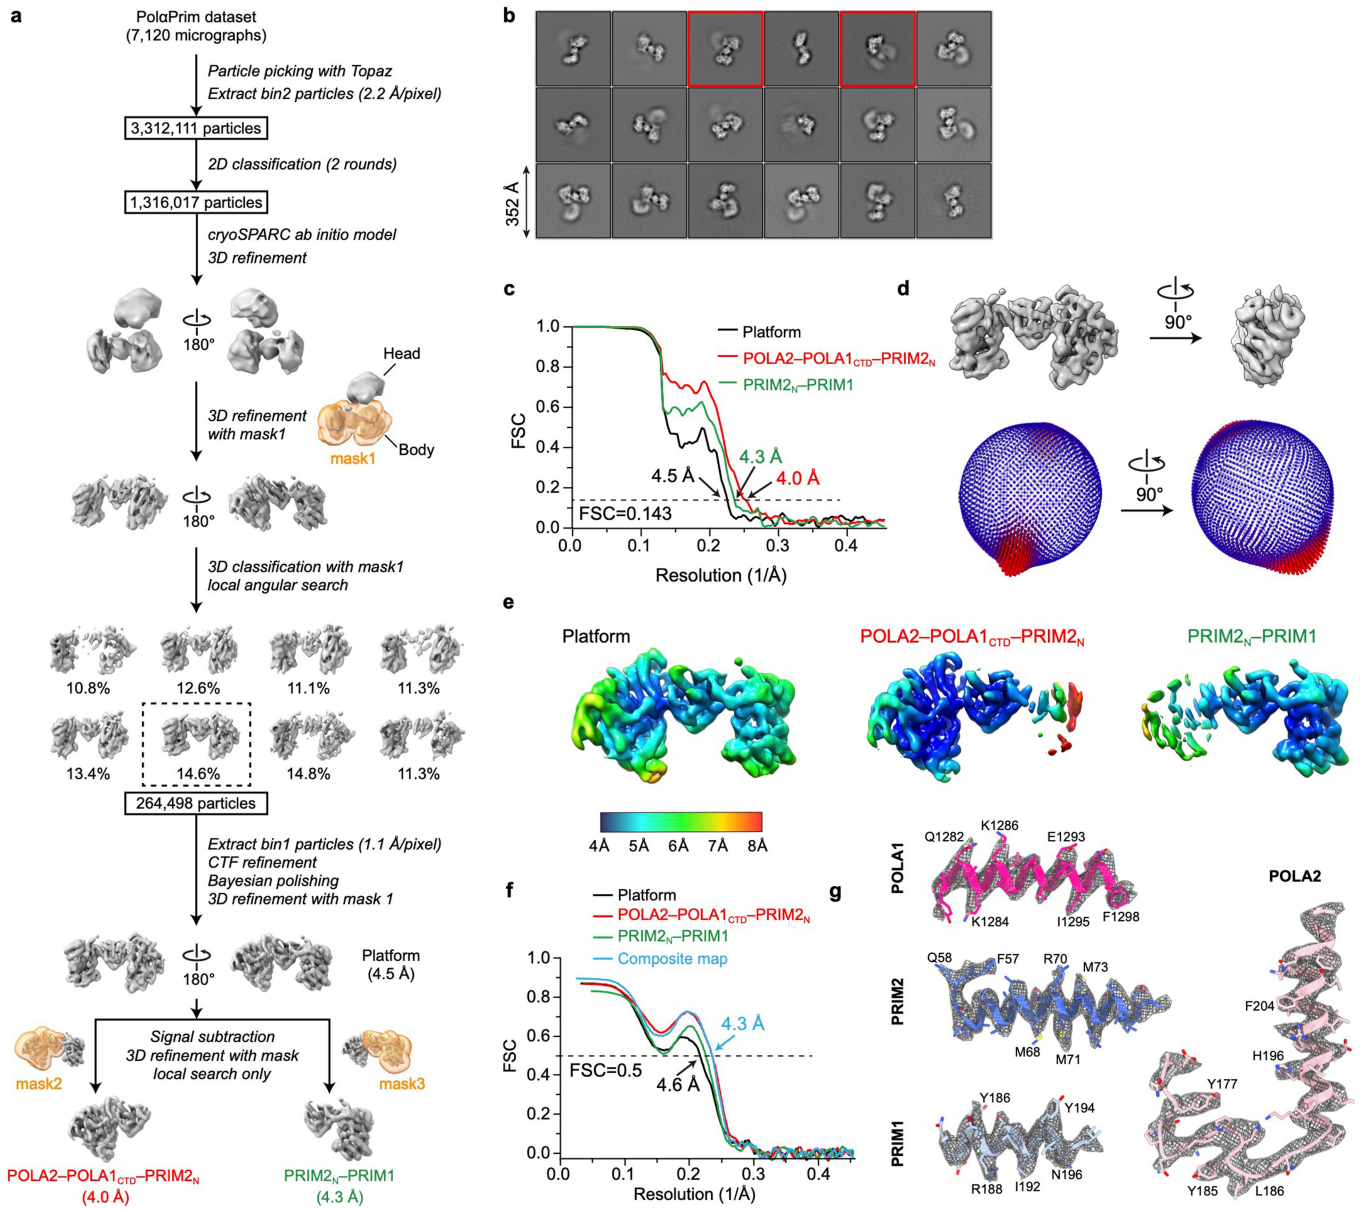 a
PolαPrim dataset
(7,120 micrographs)
Particle picking with Topaz
Extract bin2 particles (2.2 Å/pixel)
3,312,111 particles
2D classification (2 rounds)
1,316,017 particles
cryoSPARC ab initio model
3D refinement
180°
Head
3D refinement
with mask1
mask1
Body
180°
3D classification with mask1
local angular search
10.8% 12.6% 11.1% 11.3%
13.4% 14.6% 14.8% 11.3%
264,498 particles
Extract bin1 particles (1.1 Å/pixel)
CTF refinement
Bayesian polishing
3D refinement with mask 1
180°
Platform
(4.5 Å)
Signal subtraction
3D refinement with mask
local search only
mask2
mask3
POLA2–POLA1CTD–PRIM2N
(4.0 Å)
PRIM2N–PRIM1
(4.3 Å)
b
352 Å
c
Platform
POLA2–POLA1CTD–PRIM2N
PRIM2N–PRIM1
1.0
0.8
0.6
0.4
0.2
0.0
FSC
4.3 Å
4.5 Å
4.0 Å
FSC=0.143
0.0 0.1 0.2 0.3 0.4
Resolution (1/Å)
d
90°
90°
e
Platform
POLA2–POLA1CTD–PRIM2N
PRIM2N–PRIM1
4Å 5Å 6Å 7Å 8Å
f
Platform
POLA2–POLA1CTD–PRIM2N
PRIM2N–PRIM1
Composite map
1.0
0.8
0.6
0.4
0.2
0.0
FSC
4.3 Å
FSC=0.5
4.6 Å
0.0 0.1 0.2 0.3 0.4
Resolution (1/Å)
g
POLA1
Q1282
K1286
E1293
K1284
I1295
F1298
PRIM2
Q58
F57
R70
M73
M68
M71
PRIM1
Y186
Y194
R188
I192
N196
POLA2
F204
H196
Y177
Y185
L186